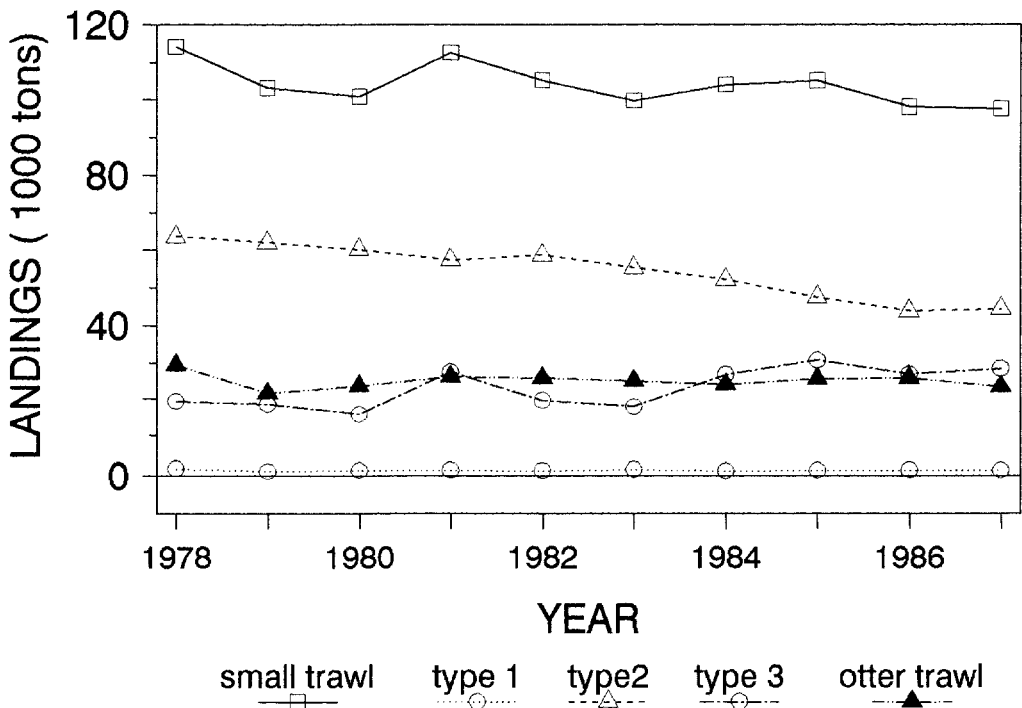 120
80
40
0
LANDINGS ( 1000 tons)
1978 1980 1982 1984 1986
YEAR
small trawl type 1 type2 type 3 otter trawl